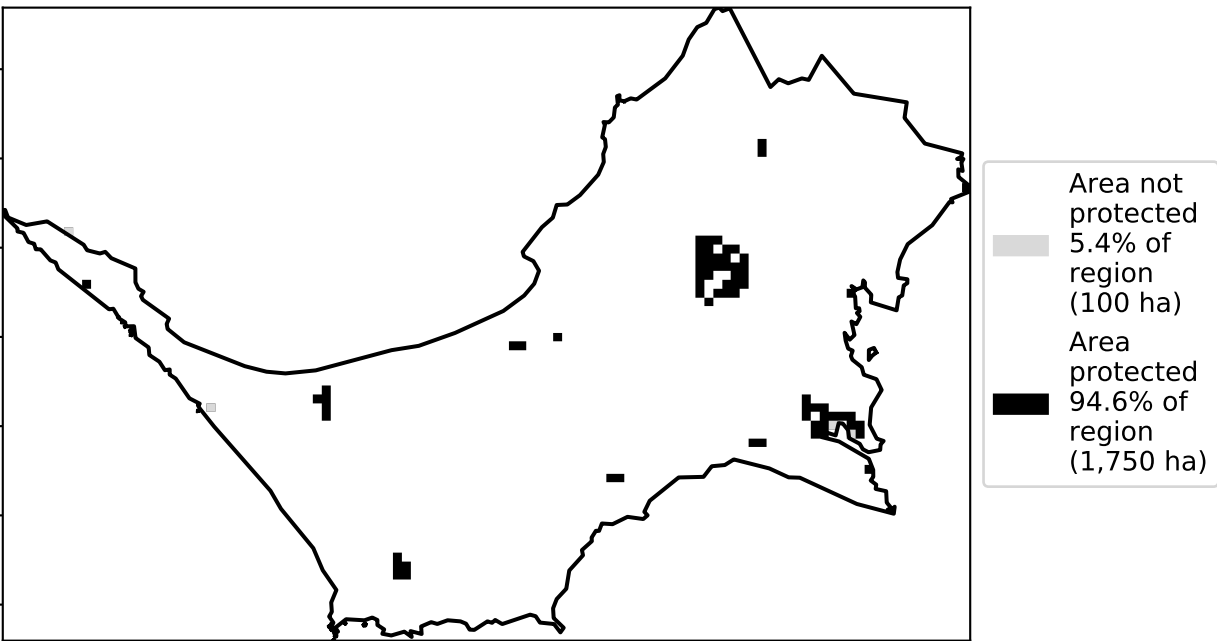 Area not
protected
5.4% of
region
(100 ha)
Area
protected
94.6% of
region
(1,750 ha)